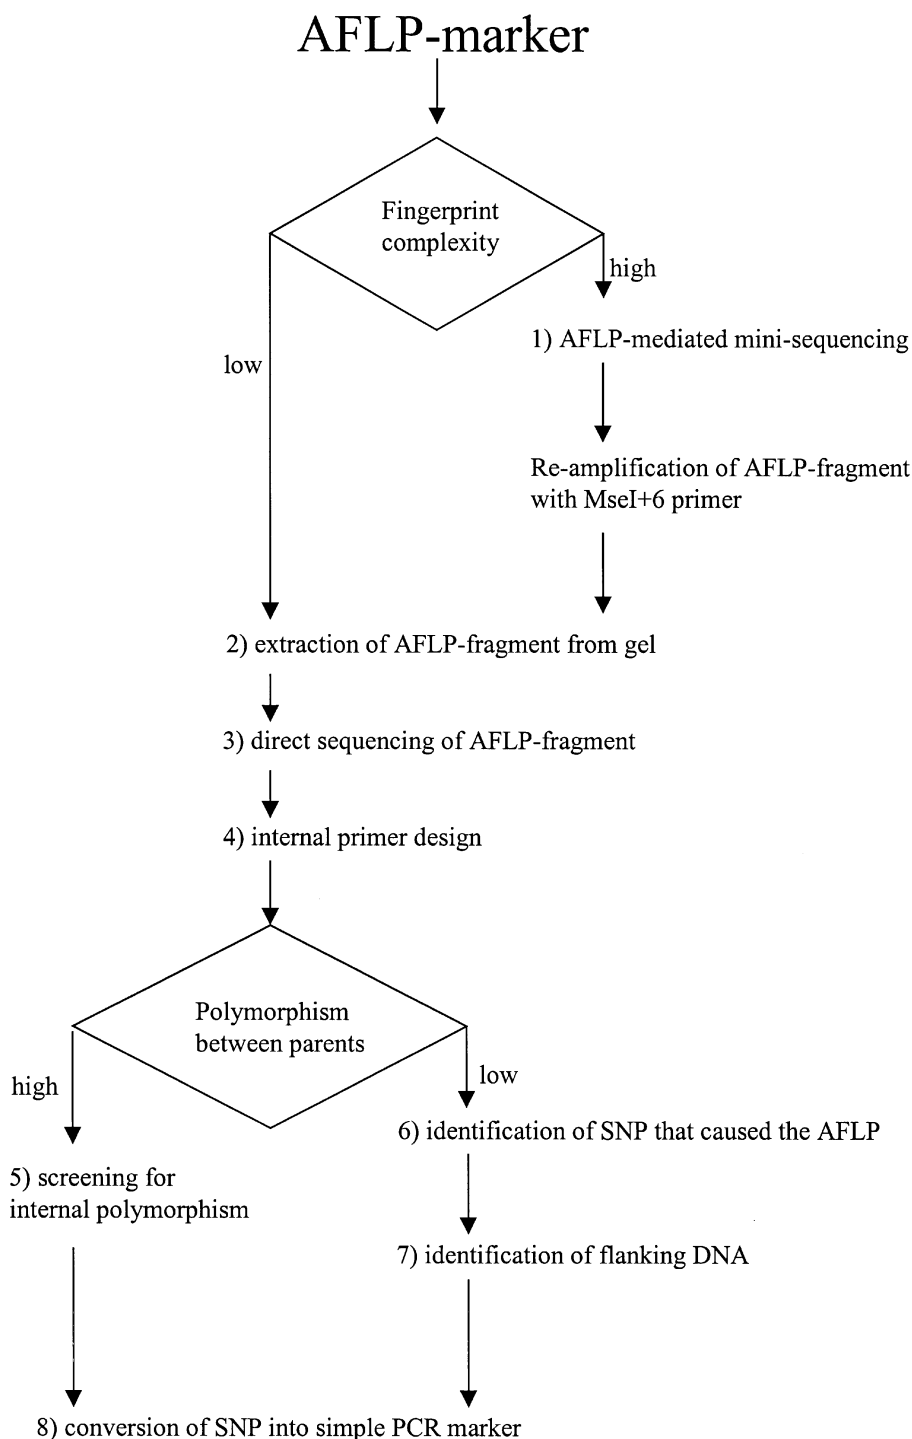 AFLP-marker
Fingerprint
complexity
high
low
1) AFLP-mediated mini-sequencing
Re-amplification of AFLP-fragment
with MseI+6 primer
2) extraction of AFLP-fragment from gel
3) direct sequencing of AFLP-fragment
4) internal primer design
Polymorphism
between parents
high
low
6) identification of SNP that caused the AFLP
5) screening for
internal polymorphism
7) identification of flanking DNA
8) conversion of SNP into simple PCR marker